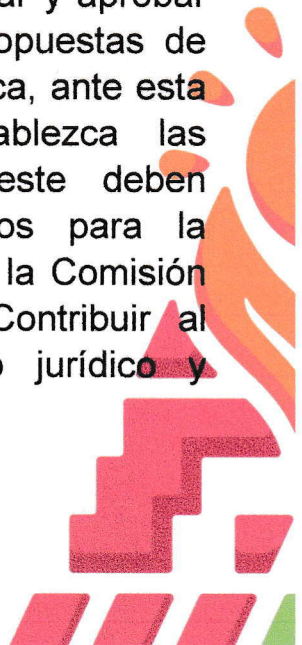 ar y aprobar
opuestas de
ca, ante esta
ablezca las
este deben
os para la
la Comisión
Contribuir al
o jurídico y